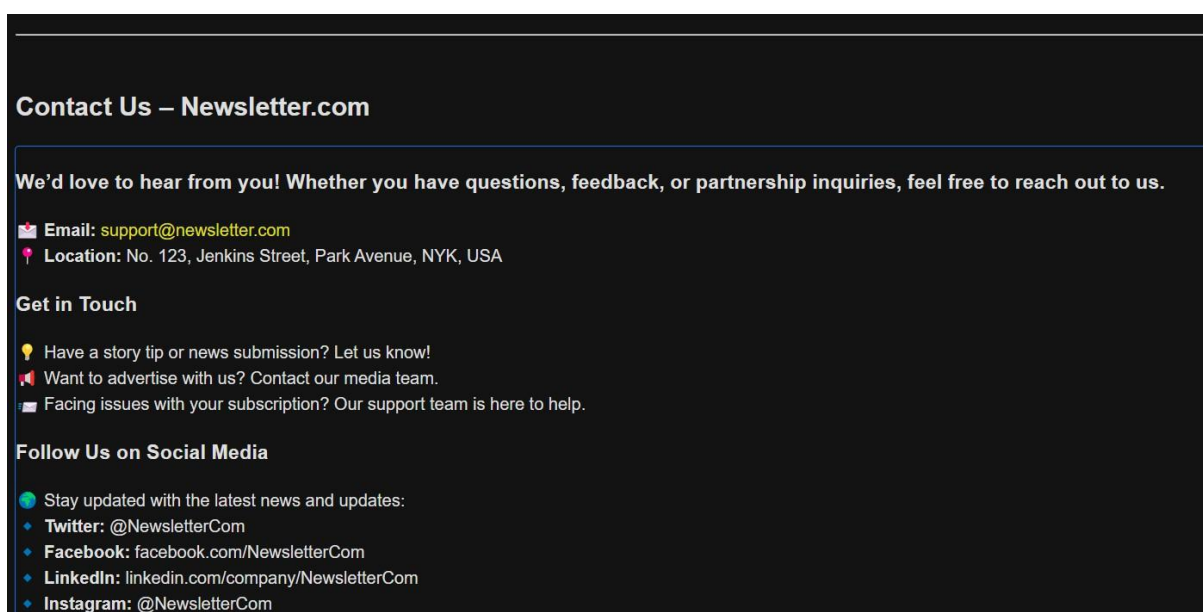 Contact Us – Newsletter.com
We’d love to hear from you! Whether you have questions, feedback, or partnership inquiries, feel free to reach out to us.
Email: support@newsletter.com
Location: No. 123, Jenkins Street, Park Avenue, NYK, USA
Get in Touch
Have a story tip or news submission? Let us know!
Want to advertise with us? Contact our media team.
Facing issues with your subscription? Our support team is here to help.
Follow Us on Social Media
Stay updated with the latest news and updates:
Twitter: @NewsletterCom
Facebook: facebook.com/NewsletterCom
LinkedIn: linkedin.com/company/NewsletterCom
Instagram: @NewsletterCom